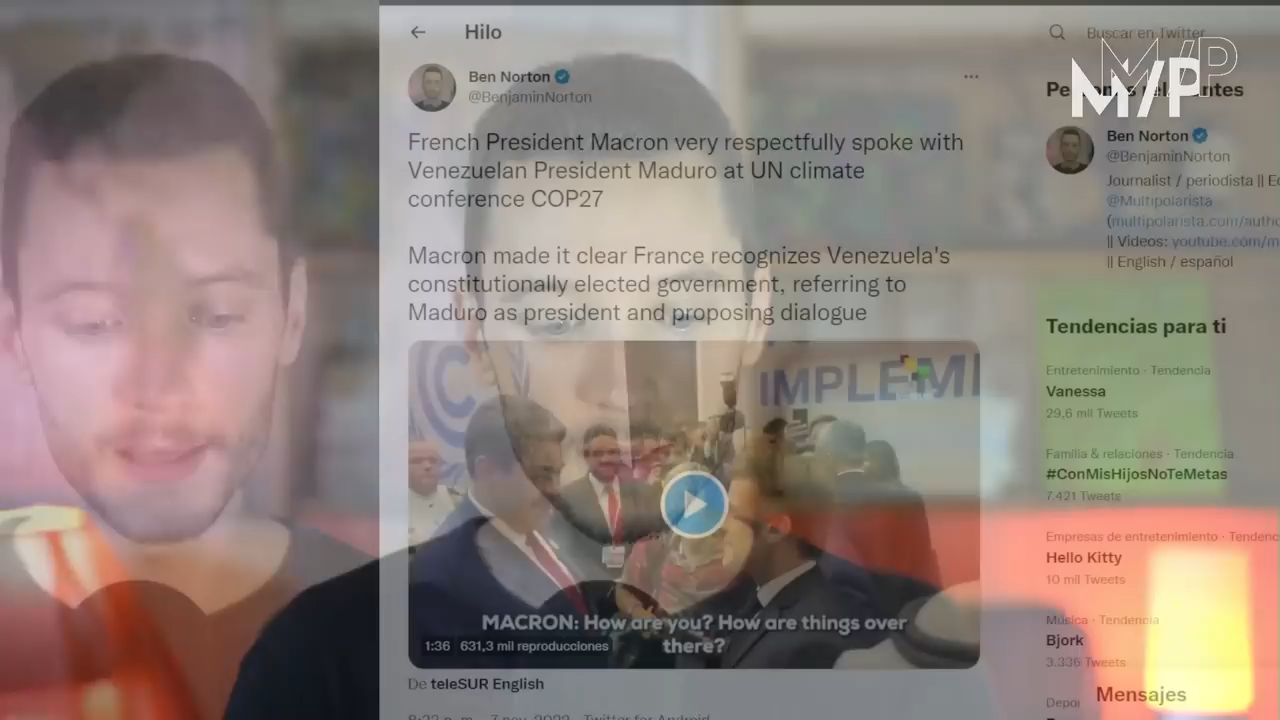 Hilo
Buscar en Twitter
M/P
M/P
Ben Norton
@BenjaminNorton
French President Macron very respectfully spoke with
Venezuelan President Maduro at UN climate
conference COP27
Macron made it clear France recognizes Venezuela's
constitutionally elected government, referring to
Maduro as president and proposing dialogue
IMPLEMI
MACRON: How are you? How are things over
there?
1:36 631,3 mil reproducciones
De teleSUR English
Ben Norton
@BenjaminNorton
Journalist / periodista ||
@Multipolarista
(multipolarista.com/
|| Videos: youtube.com/
|| English / español
Tendencias para ti
Entretenimiento · Tendencia
Vanessa
29,6 mil Tweets
Familia & relaciones · Tendencia
#ConMisHijosNoTeMetas
7.421 Tweets
Empresas de entretenimiento ·
Hello Kitty
10 mil Tweets
Música · Tendencia
Bjork
3.336 Tweets
Mensajes